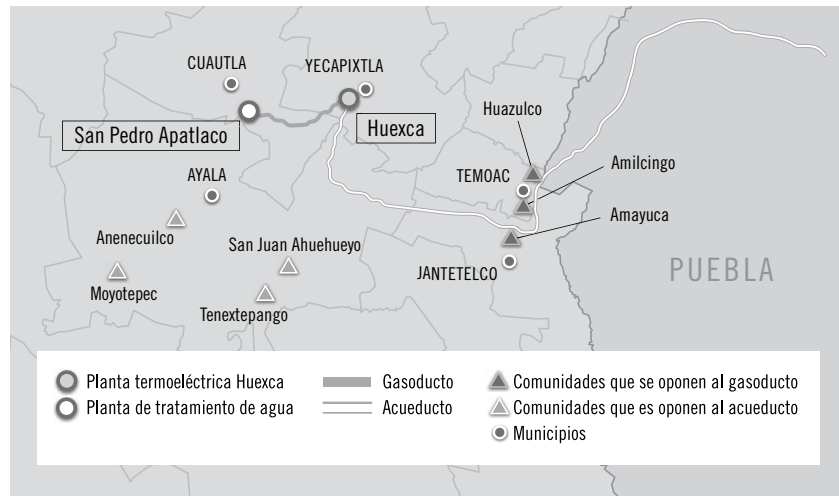 CUAUTLA
YECAPIXTLA
San Pedro Apatlaco
Huexca
Huazulco
AYALA
TEMOAC
Amilcingo
Anenecuilco
Amayuca
San Juan Ahuehueyo
Moyotepec
Tenextepango
JANTETELCO
PUEBLA
Planta termoeléctrica Huexca
Gasoducto
Comunidades que se oponen al gasoducto
Planta de tratamiento de agua
Acueducto
Comunidades que es oponen al acueducto
Municipios